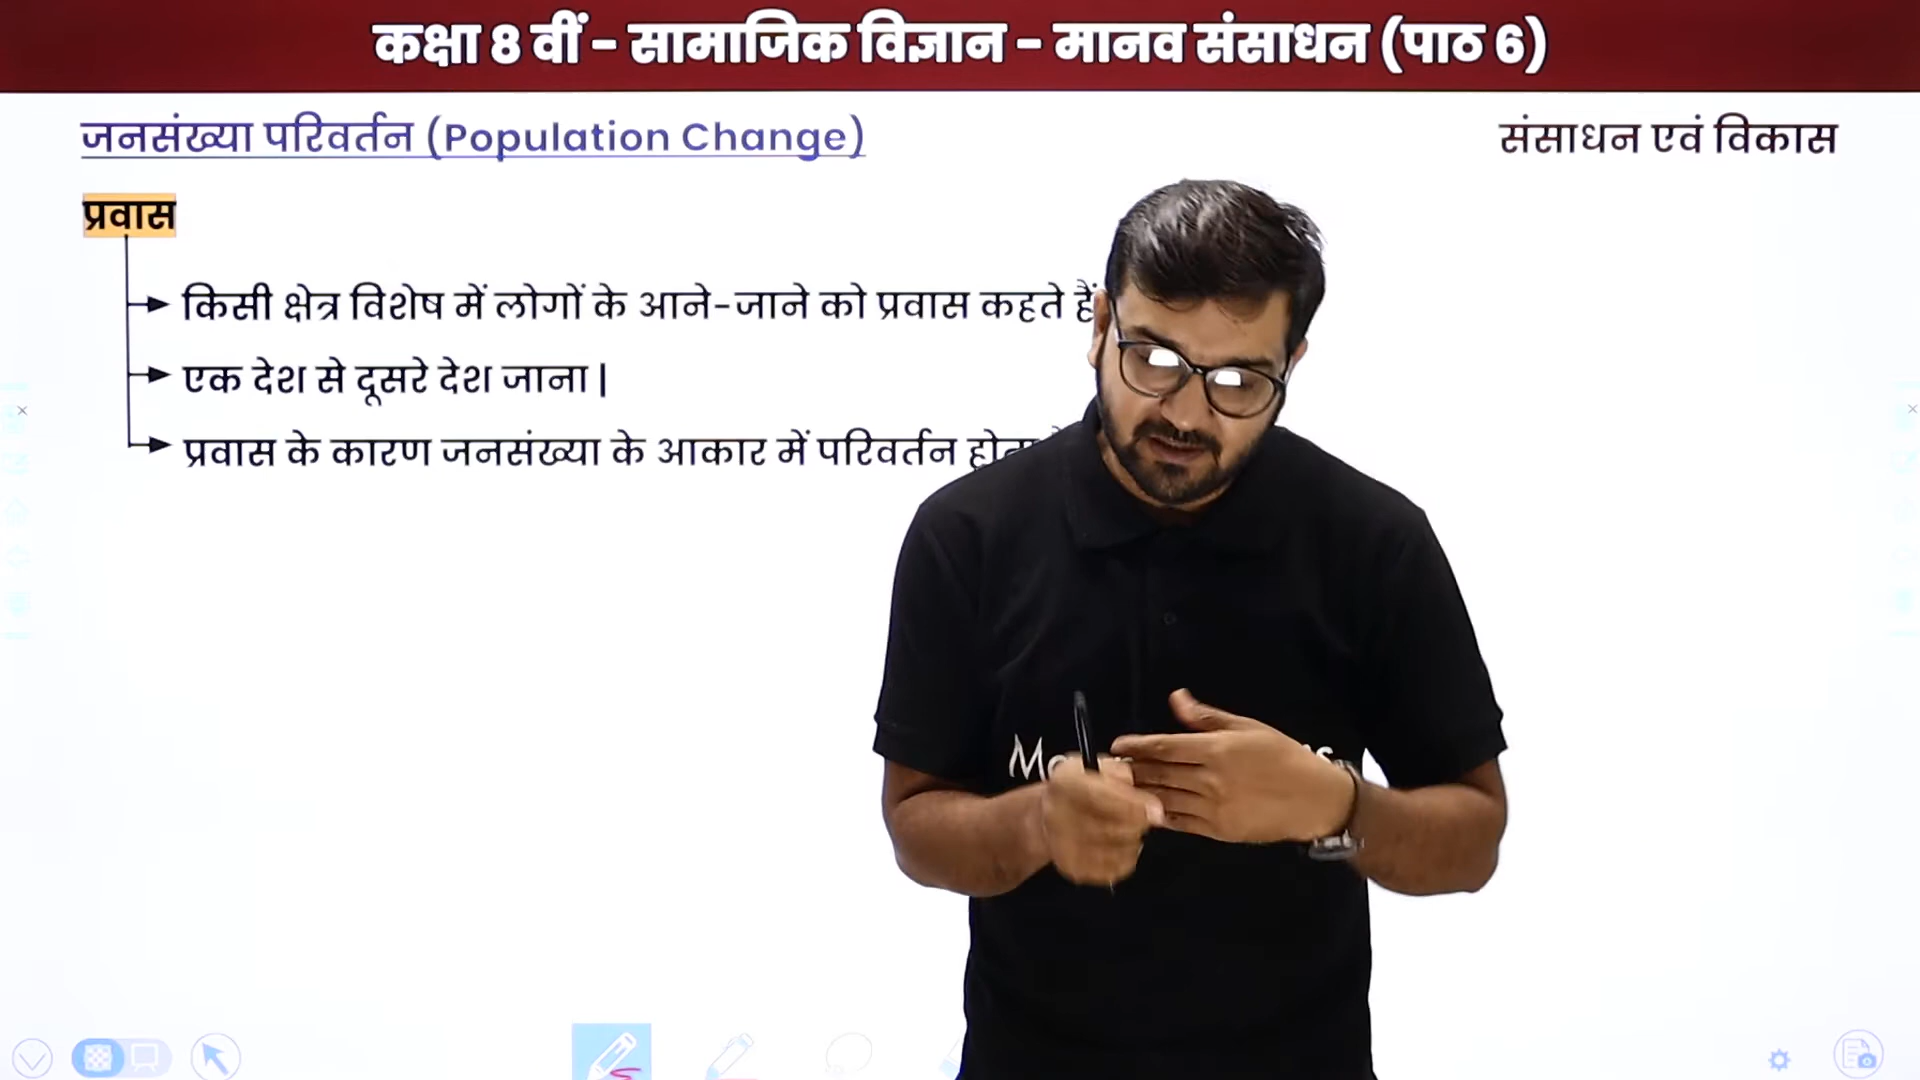 कक्षा 8 वीं - सामाजिक विज्ञान - मानव संसाधन (पाठ 6)
जनसंख्या परिवर्तन (Population Change)
संसाधन एवं विकास
प्रवास
किसी क्षेत्र विशेष में लोगों के आने-जाने को प्रवास कहते हैं
एक देश से दूसरे देश जाना |
प्रवास के कारण जनसंख्या के आकार में परिवर्तन